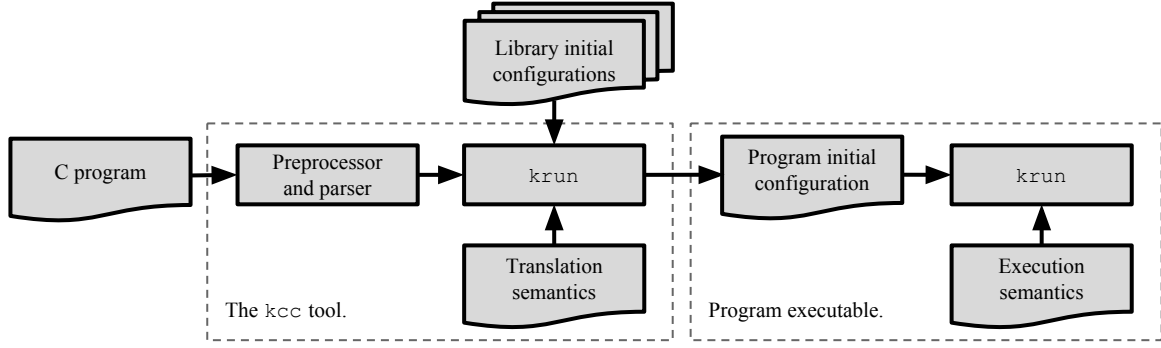 Library initial
configurations
C program
Preprocessor
and parser
krun
Program initial
configuration
krun
Translation
semantics
Execution
semantics
The kcc tool.
Program executable.